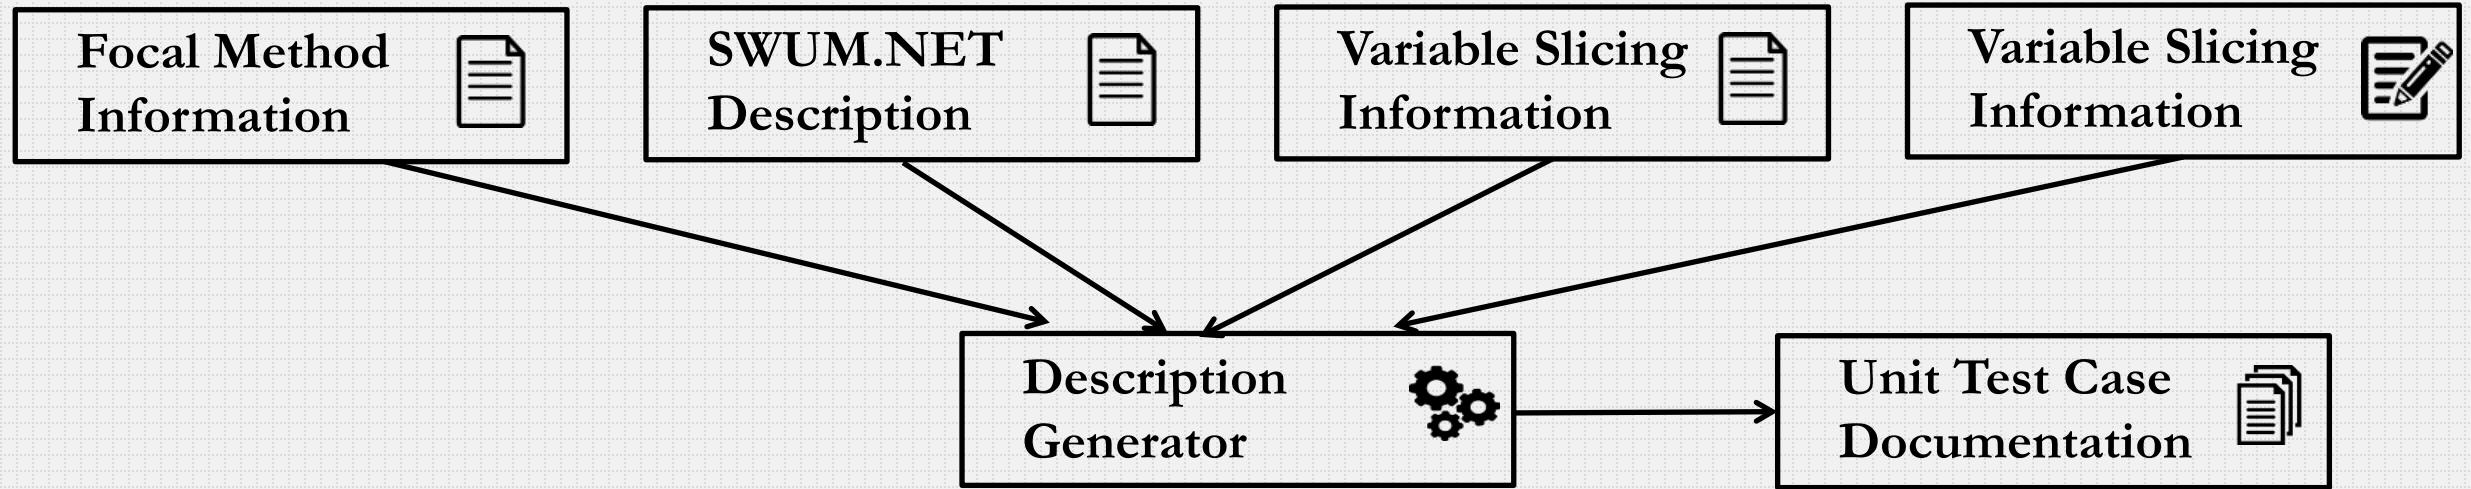 Focal Method
Information
SWUM.NET
Description
Variable Slicing
Information
Variable Slicing
Information
Description
Generator
Unit Test Case
Documentation